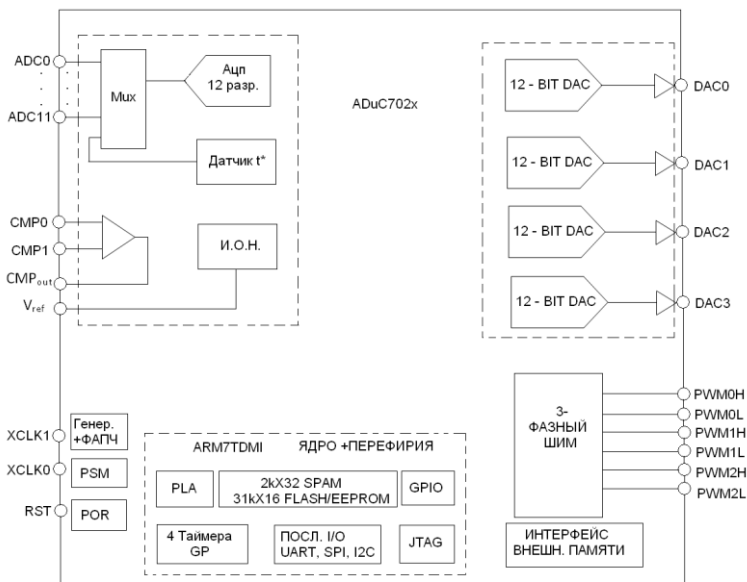 ADC0
ADC11
Mux
Ацп
12 разр.
Датчик t*
ADuC702x
12 - BIT DAC
DAC0
12 - BIT DAC
DAC1
12 - BIT DAC
DAC2
12 - BIT DAC
DAC3
CMP0
CMP1
CMPout
Vref
И.О.Н.
XCLK1
XCLK0
RST
Генер.
+ФАПЧ
PSM
POR
ARM7TDMI ЯДРО +ПЕРЕФИРИЯ
PLA
2kX32 SPAM
31kX16 FLASH/EEPROM
GPIO
4 Таймера
GP
ПОСЛ. I/O
UART, SPI, I2C
JTAG
3-
ФАЗНЫЙ
ШИМ
PWM0H
PWM0L
PWM1H
PWM1L
PWM2H
PWM2L
ИНТЕРФЕЙС
ВНЕШН. ПАМЯТИ